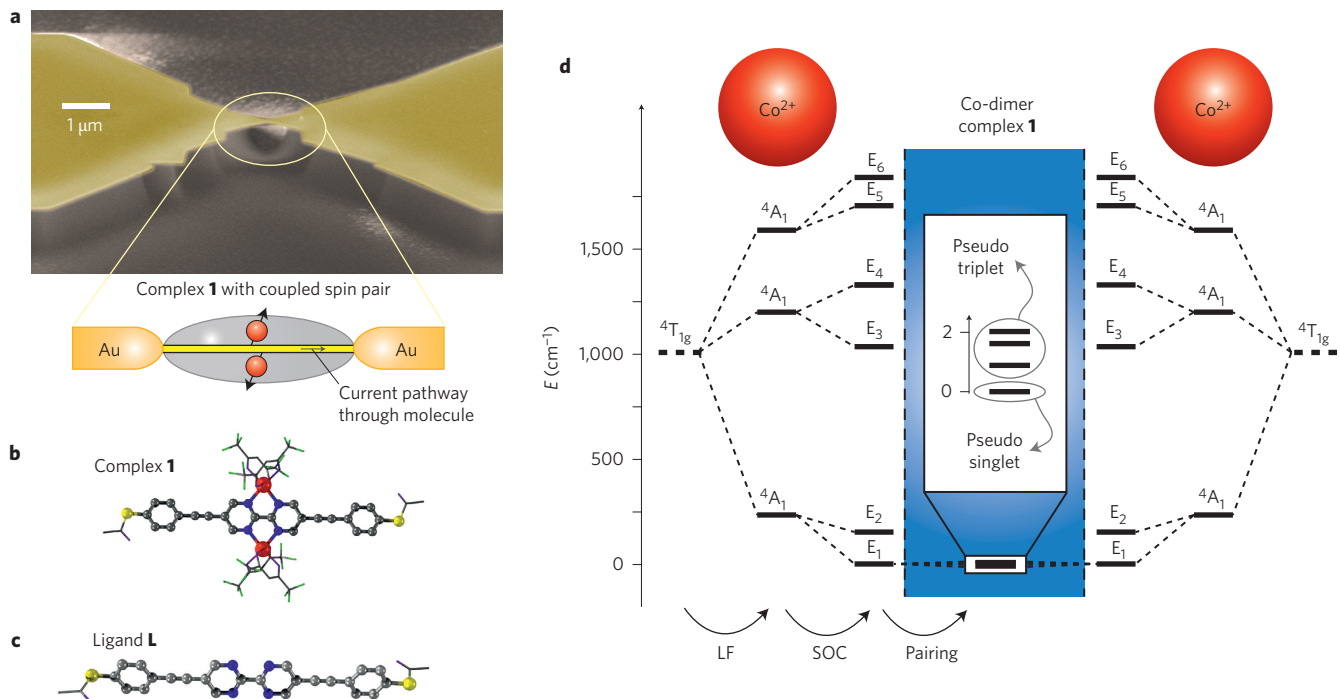 a
1 μm
Complex 1 with coupled spin pair
Au
Au
Current pathway
through molecule
b
Complex 1
c
Ligand L
d
Co²⁺
Co-dimer
complex 1
Co²⁺
E (cm⁻¹)
1,500
1,000
500
0
⁴T₁g
⁴A₁
⁴A₁
⁴A₁
E₆
E₅
E₄
E₃
E₂
E₁
Pseudo
triplet
2
0
Pseudo
singlet
E₆
E₅
E₄
E₃
E₂
E₁
⁴A₁
⁴A₁
⁴A₁
⁴T₁g
LF
SOC
Pairing